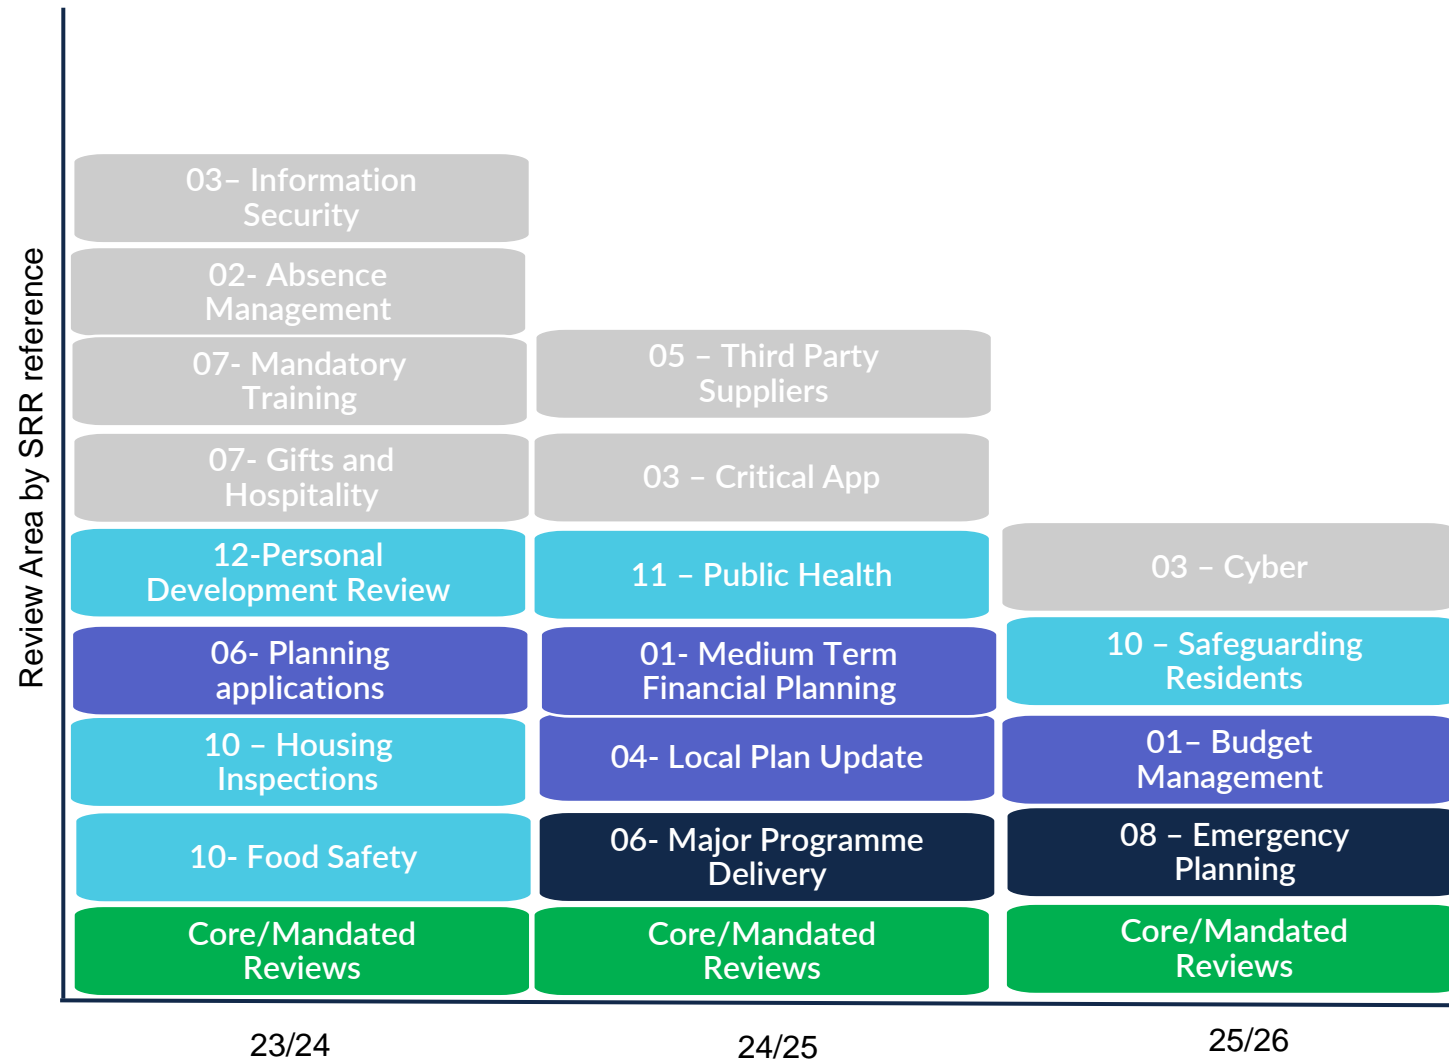 Review Area by SRR reference
03– Information
Security
02- Absence
Management
07- Mandatory
Training
07- Gifts and
Hospitality
12-Personal
Development Review
06- Planning
applications
10 – Housing
Inspections
10- Food Safety
Core/Mandated
Reviews
05 – Third Party
Suppliers
03 – Critical App
11 – Public Health
01- Medium Term
Financial Planning
04- Local Plan Update
06- Major Programme
Delivery
Core/Mandated
Reviews
03 – Cyber
10 – Safeguarding
Residents
01– Budget
Management
08 – Emergency
Planning
Core/Mandated
Reviews
23/24
24/25
25/26